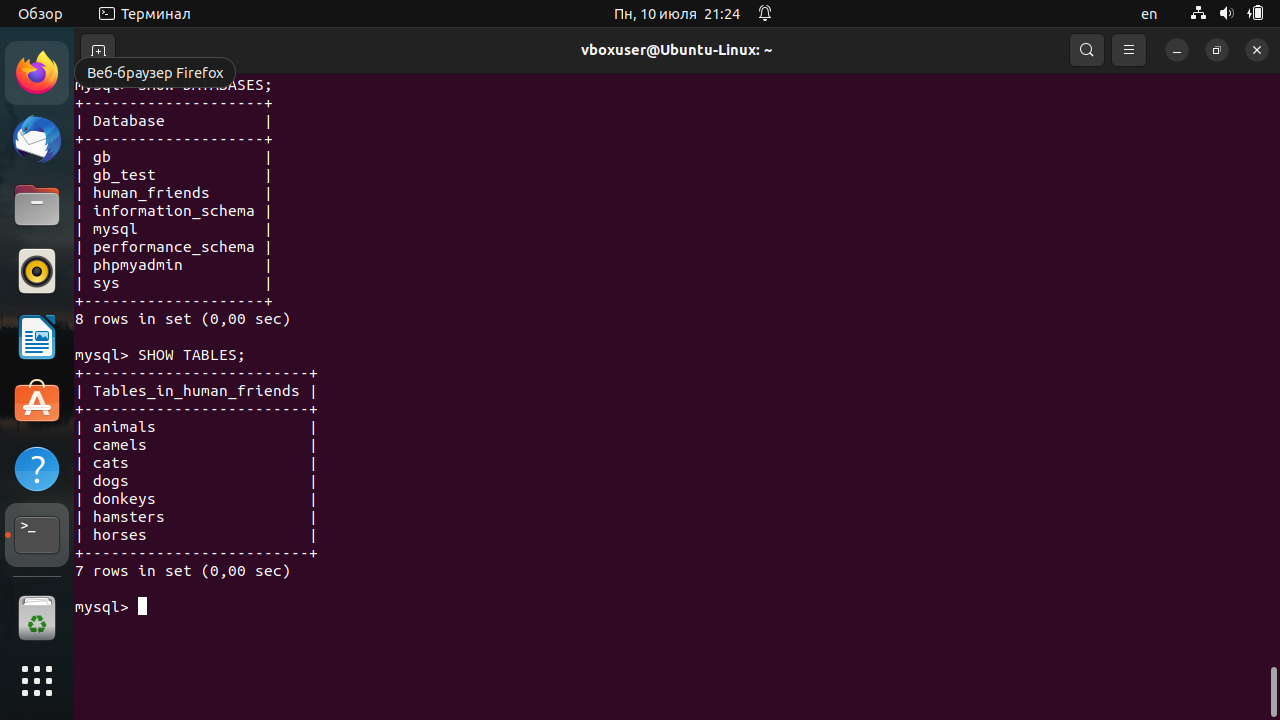 Обзор
Терминал
Пн, 10 июля 21:24
en
vboxuser@Ubuntu-Linux: ~
Веб-браузер Firefox
mysql> SHOW DATABASES;
+--------------------+
| Database           |
+--------------------+
| gb                 |
| gb_test            |
| human_friends      |
| information_schema |
| mysql              |
| performance_schema |
| phpmyadmin         |
| sys                |
+--------------------+
8 rows in set (0,00 sec)
mysql> SHOW TABLES;
+-------------------------+
| Tables_in_human_friends |
+-------------------------+
| animals                 |
| camels                  |
| cats                    |
| dogs                    |
| donkeys                 |
| hamsters                |
| horses                  |
+-------------------------+
7 rows in set (0,00 sec)
mysql>